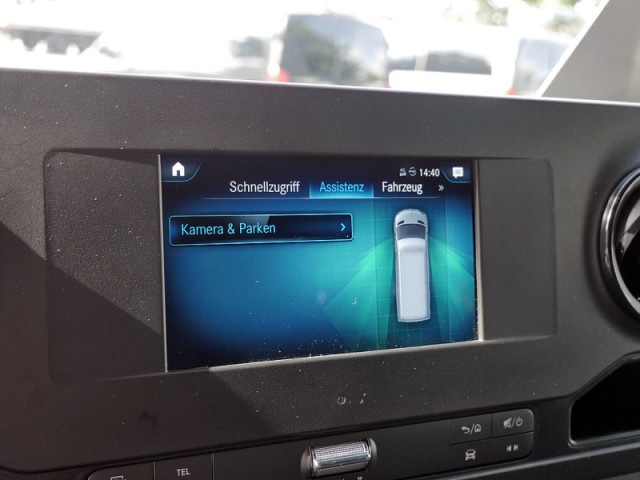 14:40
Schnellzugriff Assistenz Fahrzeug »
Kamera & Parken >
TEL